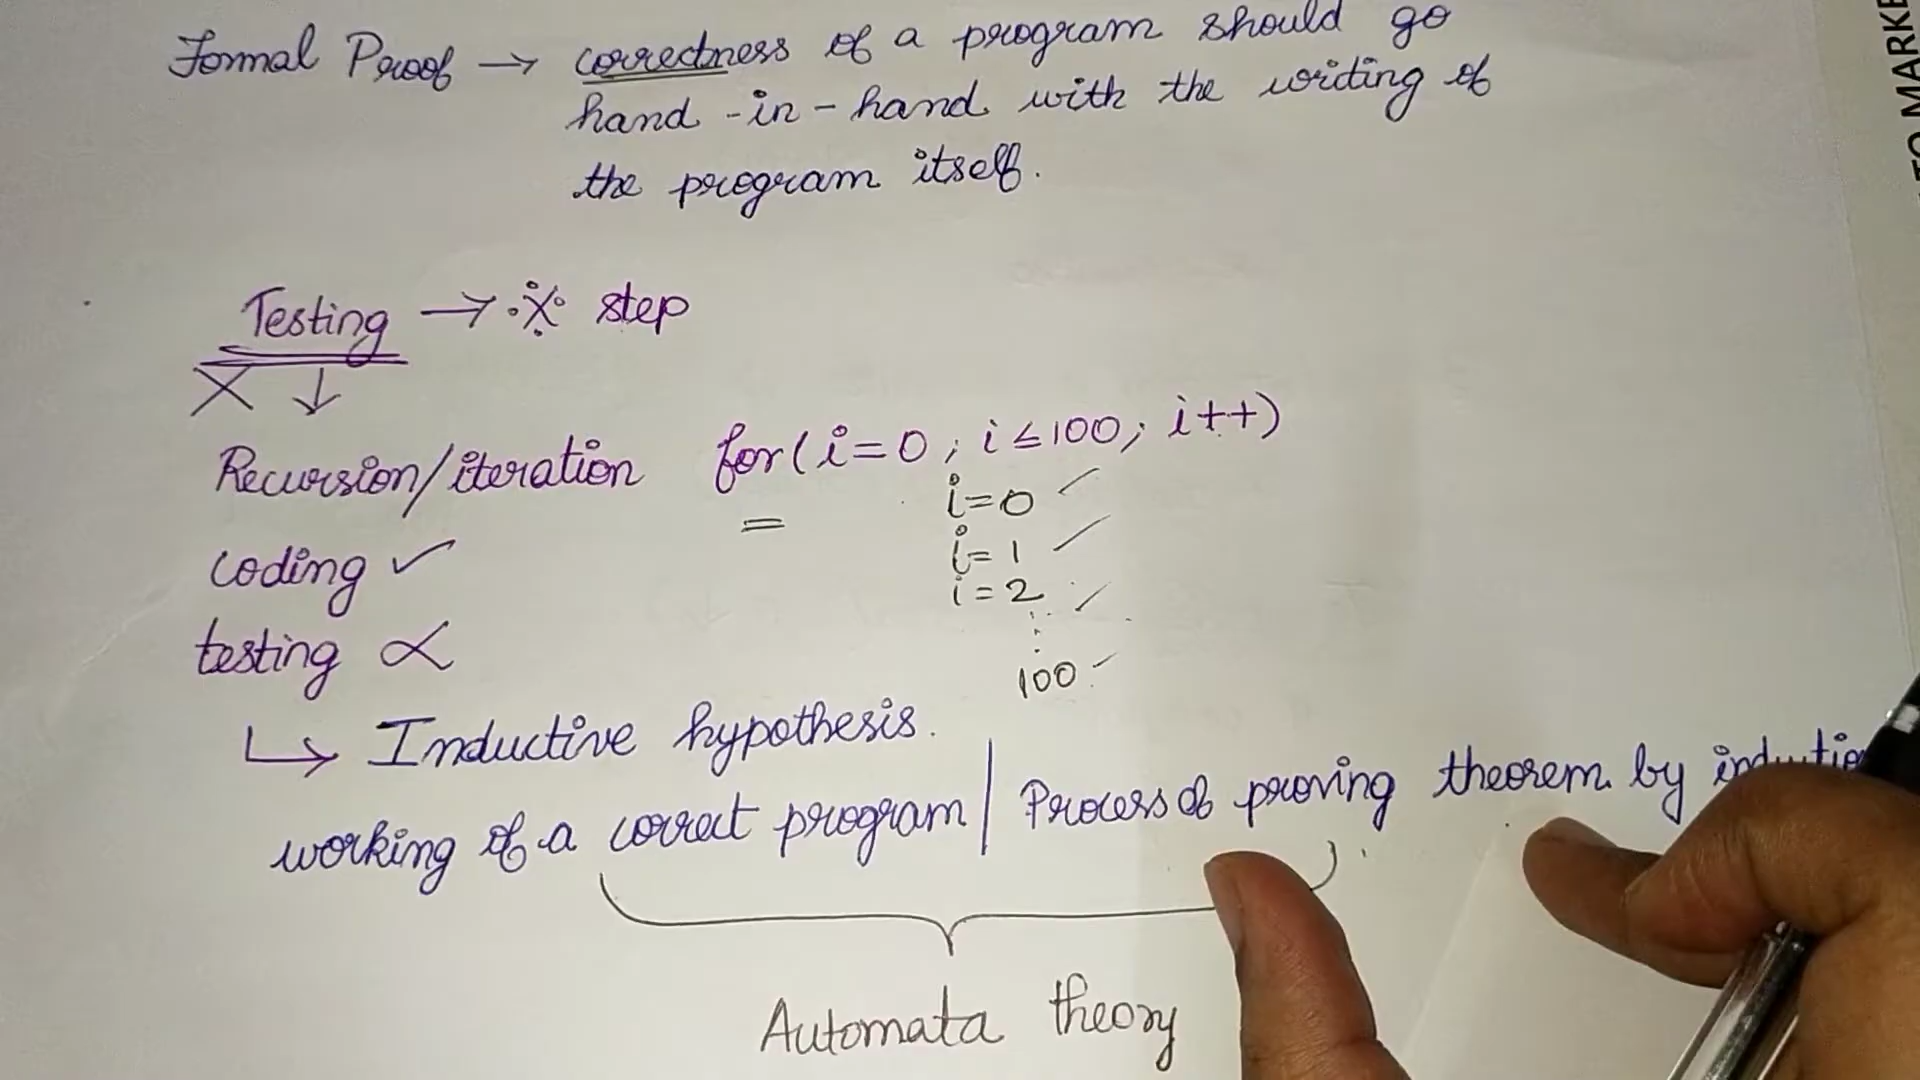 Formal Proof → correctness of a program should go
hand-in-hand with the writing of
the program itself.
Testing → step
X ↓
Recursion/iteration for(i=0; i≤100; i++)
i=0 ✓
=
i=1 ✓
coding ✓
i=2 ✓
testing
100 ✓
↳ Inductive hypothesis.
working of a correct program | Process of proving theorem by
Automata theory
TO MARKE